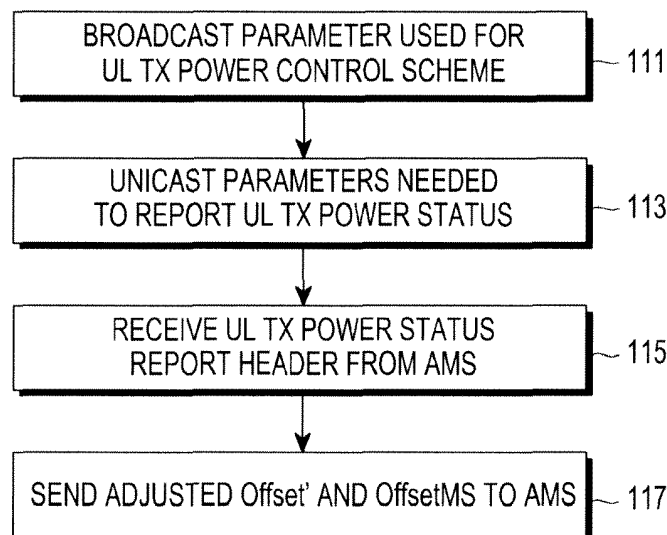 BROADCAST PARAMETER USED FOR
UL TX POWER CONTROL SCHEME
111
UNICAST PARAMETERS NEEDED
TO REPORT UL TX POWER STATUS
113
RECEIVE UL TX POWER STATUS
REPORT HEADER FROM AMS
115
SEND ADJUSTED Offset' AND OffsetMS TO AMS
117